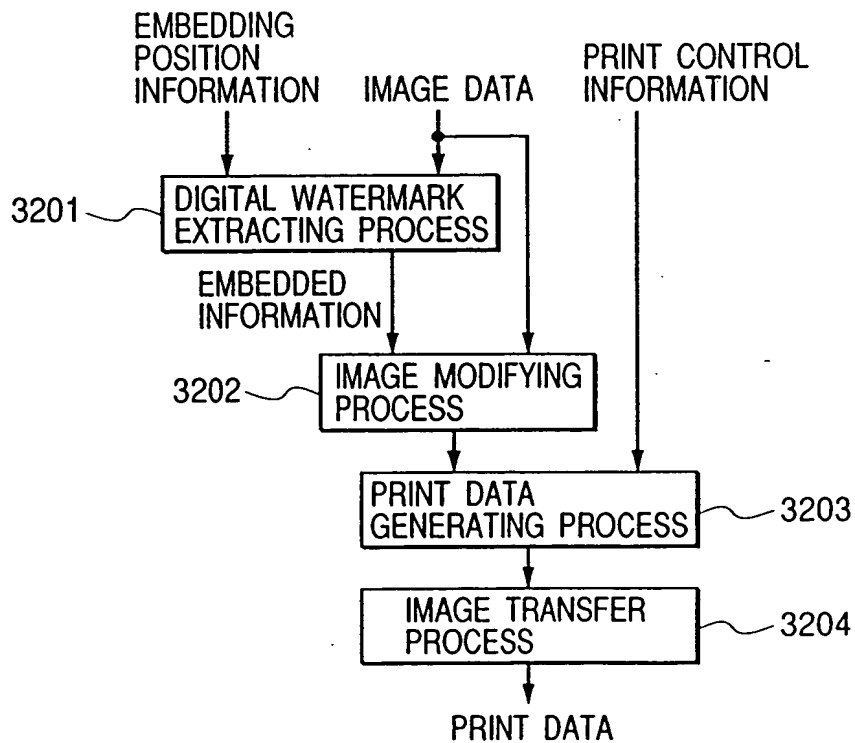 EMBEDDING
POSITION
INFORMATION
IMAGE DATA
PRINT CONTROL
INFORMATION
3201
DIGITAL WATERMARK
EXTRACTING PROCESS
EMBEDDED
INFORMATION
3202
IMAGE MODIFYING
PROCESS
PRINT DATA
GENERATING PROCESS
3203
IMAGE TRANSFER
PROCESS
3204
PRINT DATA